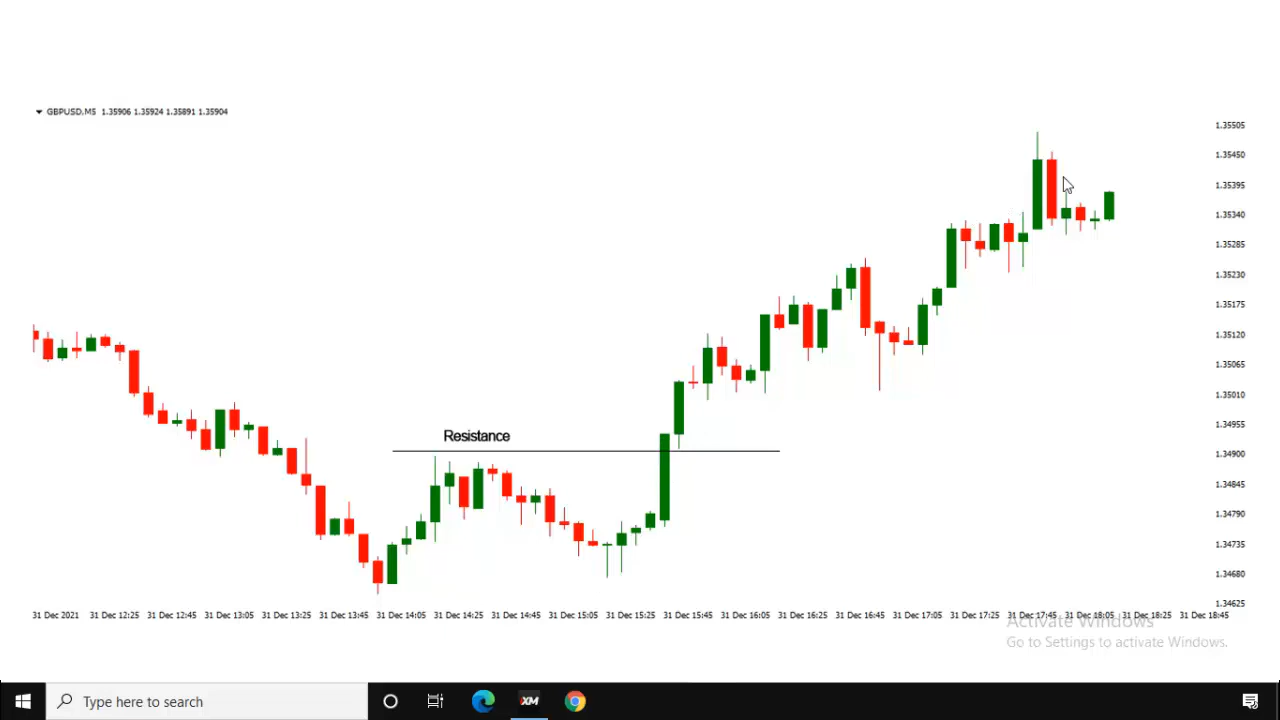 GBPUSD.M5 1.35906 1.35924 1.35891 1.35904
1.35505
1.35450
1.35395
1.35340
1.35285
1.35230
1.35175
1.35120
1.35065
1.35010
1.34955
1.34900
1.34845
1.34790
1.34735
1.34680
1.34625
Resistance
31 Dec 2021 31 Dec 12:25 31 Dec 12:45 31 Dec 13:05 31 Dec 13:25 31 Dec 13:45 31 Dec 14:05 31 Dec 14:25 31 Dec 14:45 31 Dec 15:05 31 Dec 15:25 31 Dec 15:45 31 Dec 16:05 31 Dec 16:25 31 Dec 16:45 31 Dec 17:05 31 Dec 17:25 31 Dec 17:45 31 Dec 18:05 31 Dec 18:25 31 Dec 18:45
Activate Windows
Go to Settings to activate Windows.
Type here to search
XM